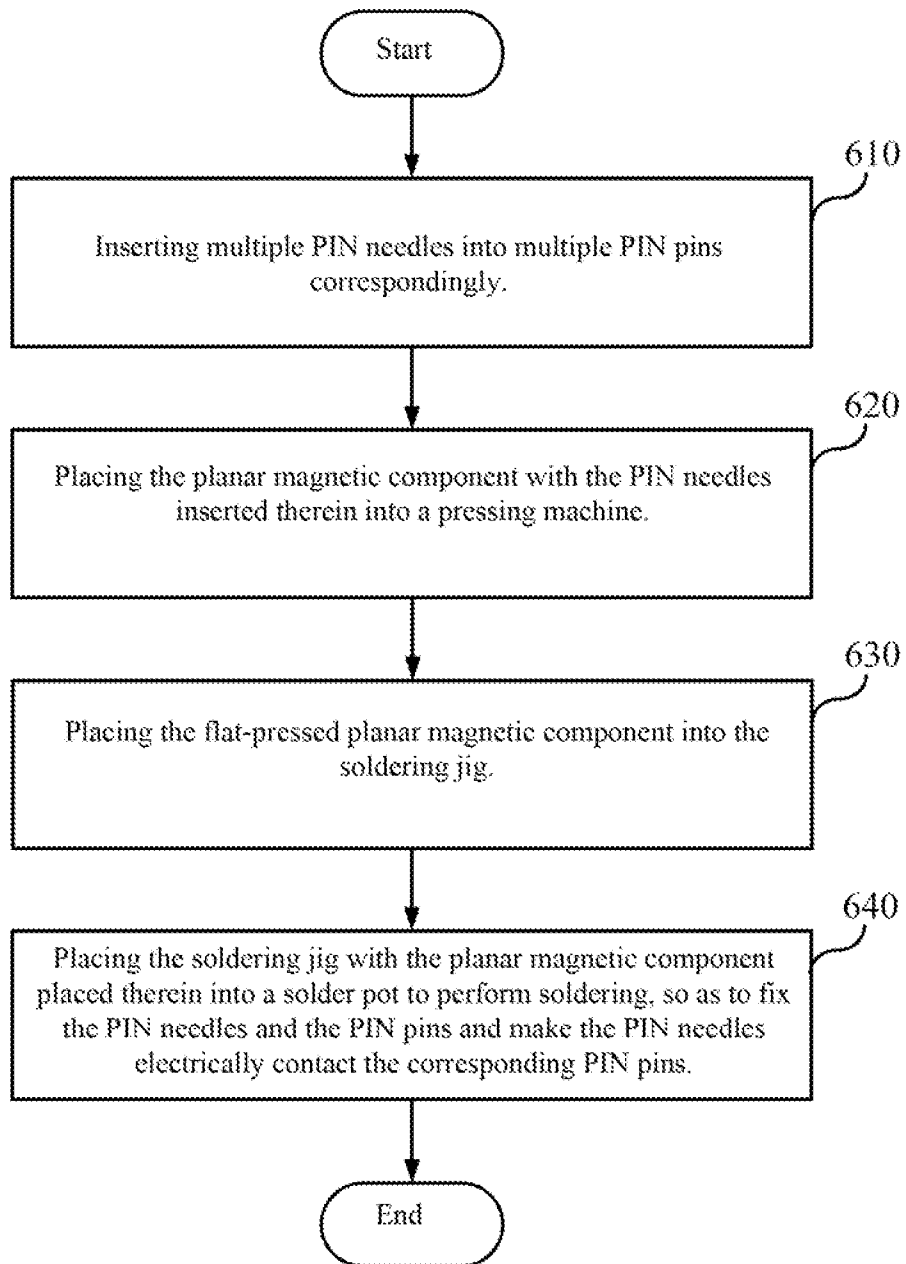 Start
610
Inserting multiple PIN needles into multiple PIN pins
correspondingly.
620
Placing the planar magnetic component with the PIN needles
inserted therein into a pressing machine.
630
Placing the flat-pressed planar magnetic component into the
soldering jig.
640
Placing the soldering jig with the planar magnetic component
placed therein into a solder pot to perform soldering, so as to fix
the PIN needles and the PIN pins and make the PIN needles
electrically contact the corresponding PIN pins.
End